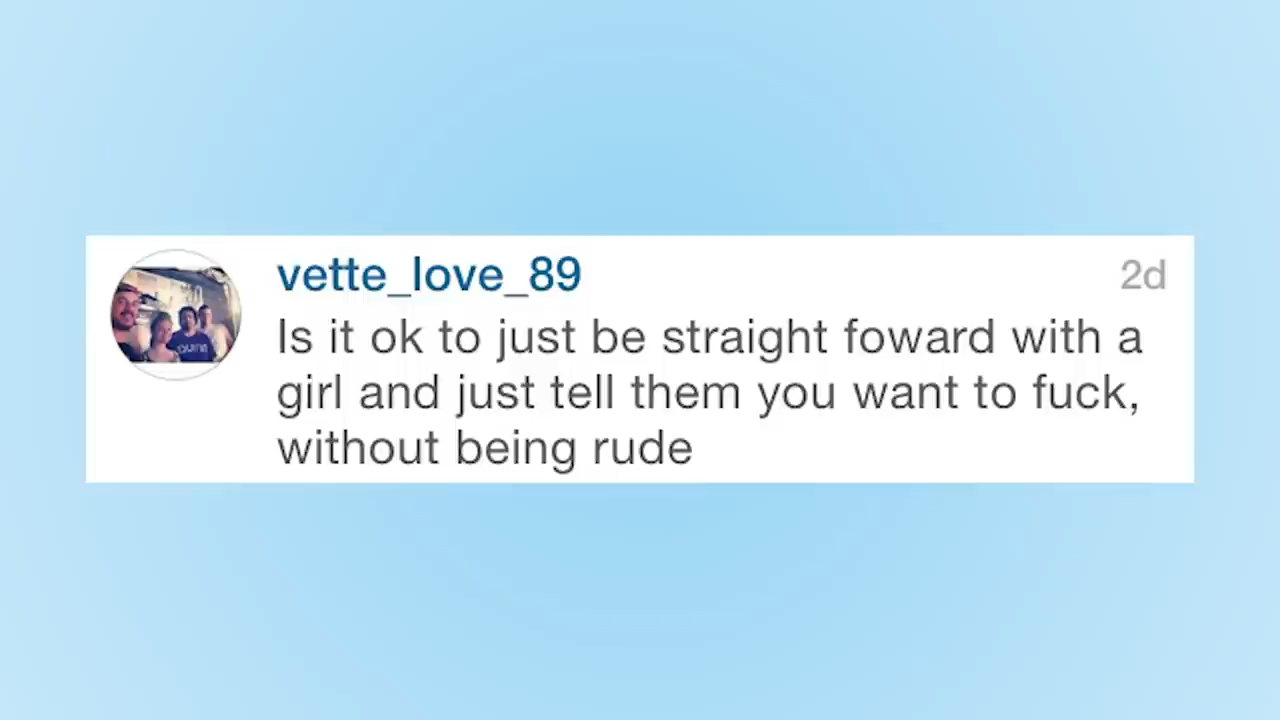 vette_love_89
2d
Is it ok to just be straight foward with a
girl and just tell them you want to fuck,
without being rude